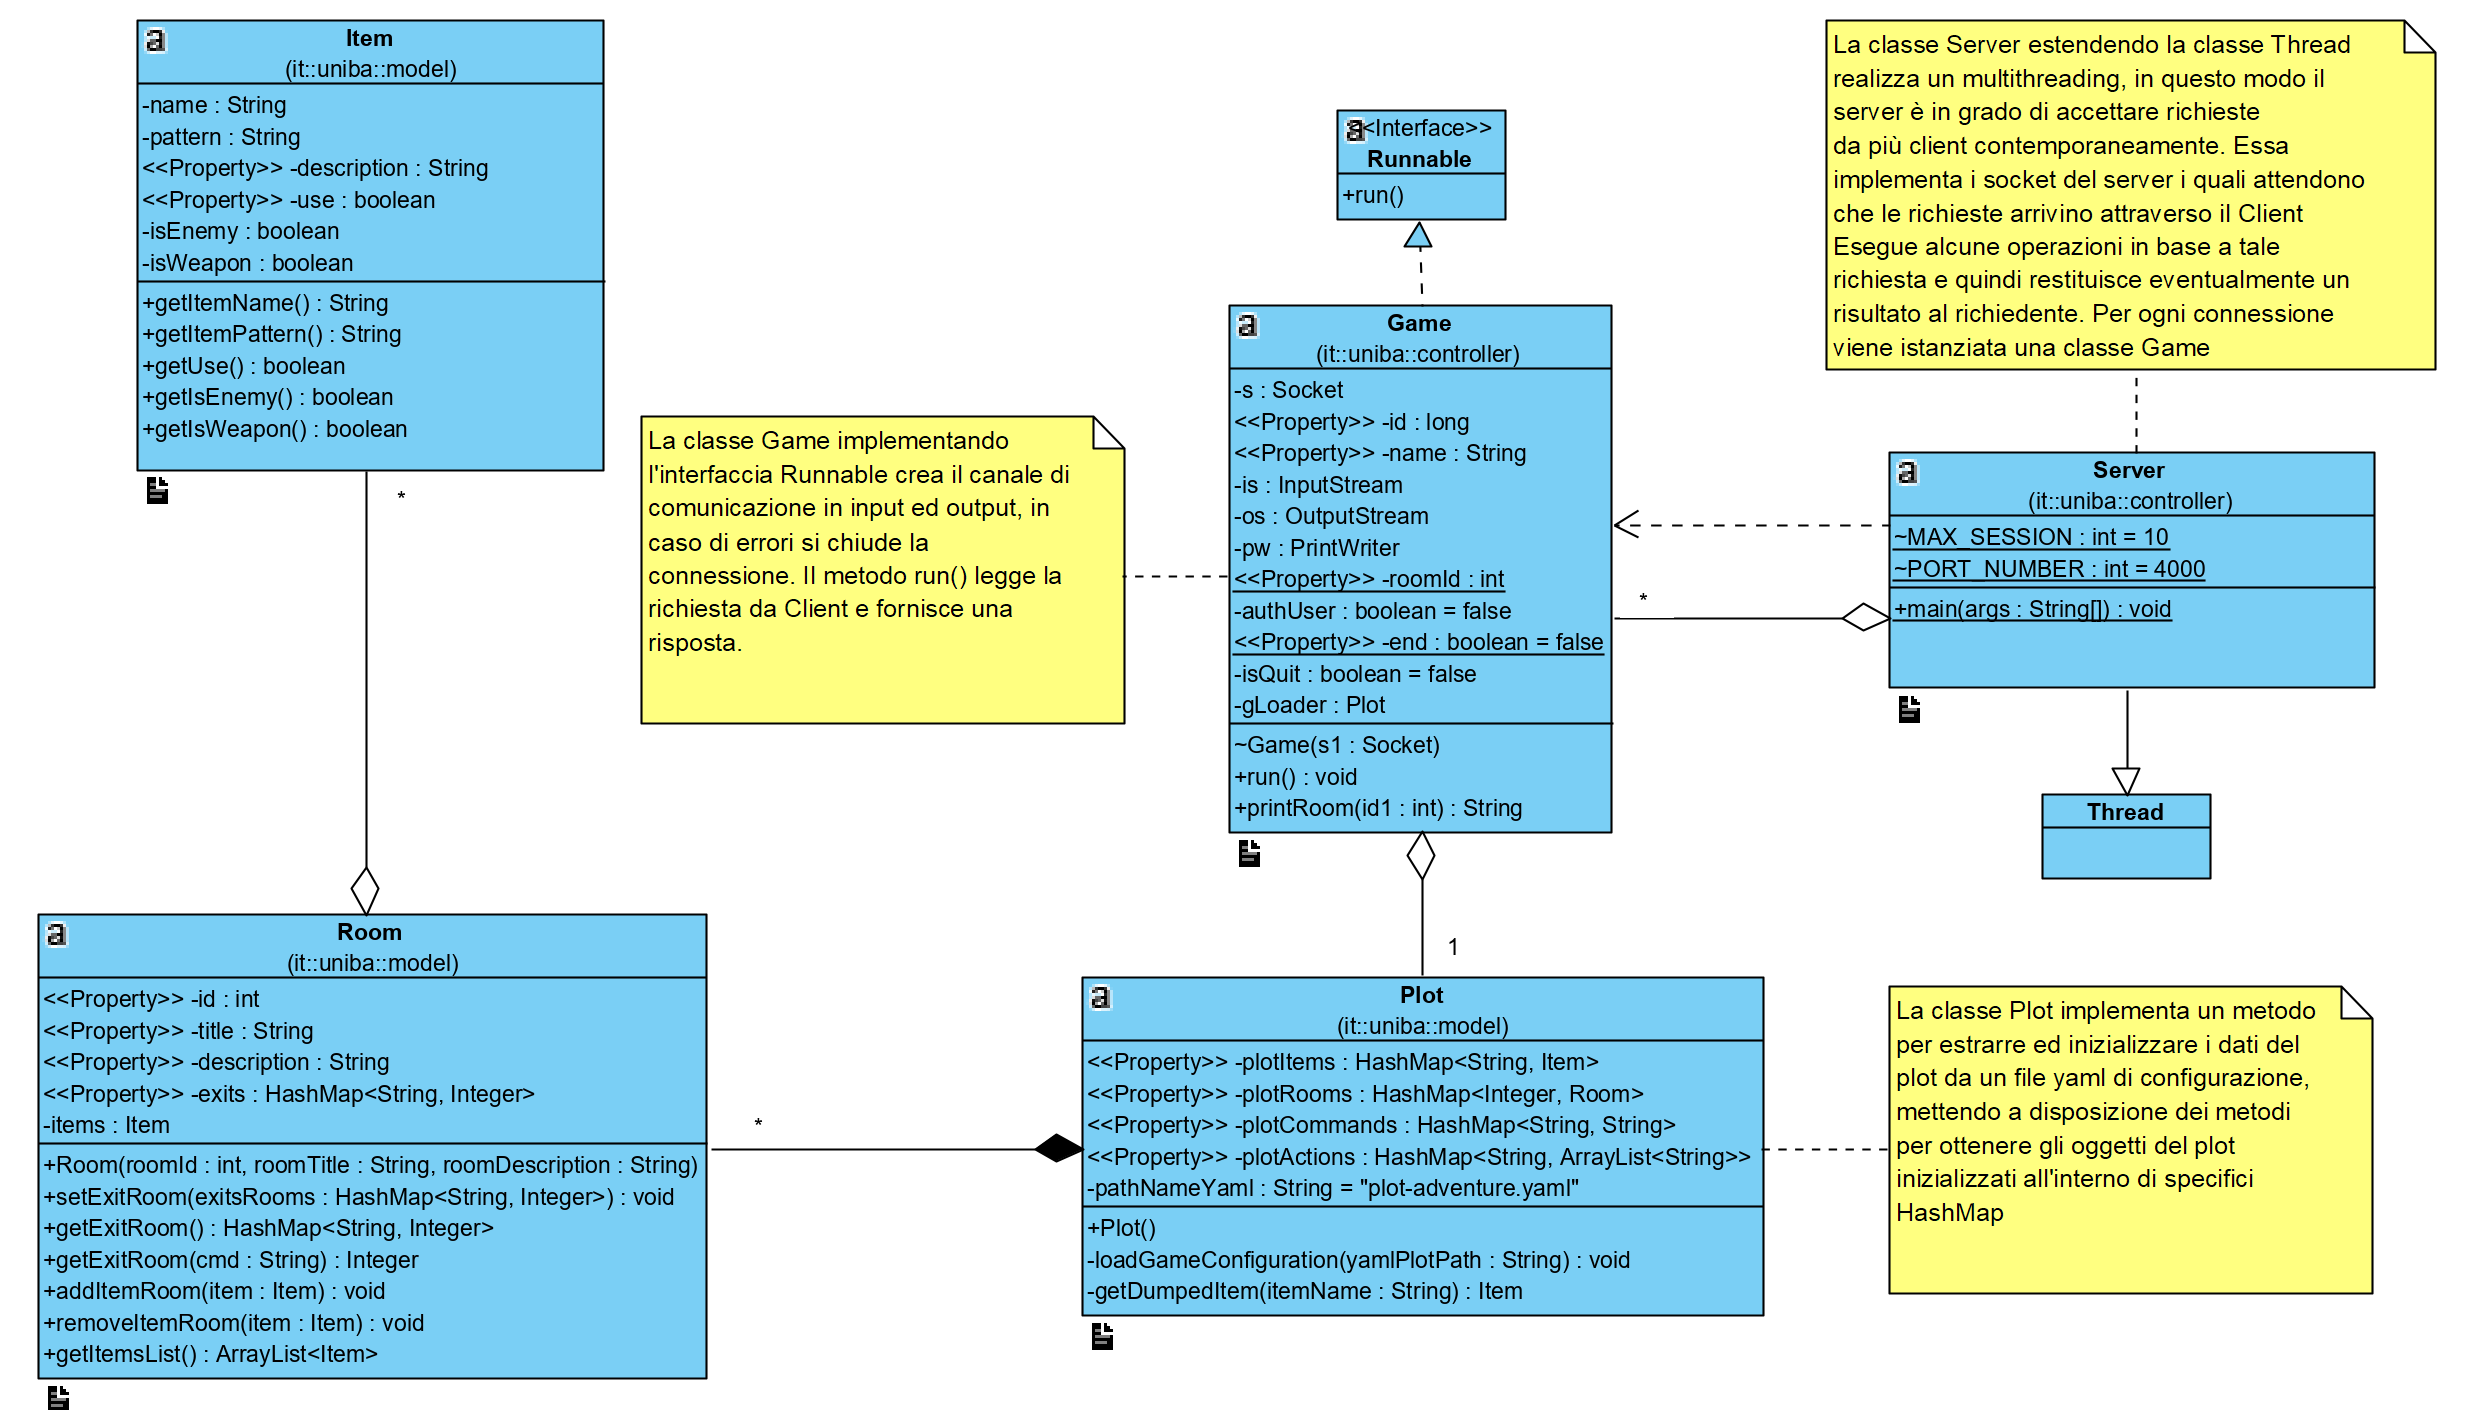 Item
(it::uniba::model)
-name : String
-pattern : String
<<Property>> -description : String
<<Property>> -use : boolean
-isEnemy : boolean
-isWeapon : boolean
+getItemName() : String
+getItemPattern() : String
+getUse() : boolean
+getIsEnemy() : boolean
+getIsWeapon() : boolean
*
<<Interface>>
Runnable
+run()
La classe Server estendendo la classe Thread
realizza un multithreading, in questo modo il
server è in grado di accettare richieste
da più client contemporaneamente. Essa
implementa i socket del server i quali attendono
che le richieste arrivino attraverso il Client
Esegue alcune operazioni in base a tale
richiesta e quindi restituisce eventualmente un
risultato al richiedente. Per ogni connessione
viene istanziata una classe Game
La classe Game implementando
l'interfaccia Runnable crea il canale di
comunicazione in input ed output, in
caso di errori si chiude la
connessione. Il metodo run() legge la
richiesta da Client e fornisce una
risposta.
Game
(it::uniba::controller)
-s : Socket
<<Property>> -id : long
<<Property>> -name : String
-is : InputStream
-os : OutputStream
-pw : PrintWriter
<<Property>> -roomId : int
-authUser : boolean = false
<<Property>> -end : boolean = false
-isQuit : boolean = false
-gLoader : Plot
~Game(s1 : Socket)
+run() : void
+printRoom(id1 : int) : String
*
Server
(it::uniba::controller)
~MAX_SESSION : int = 10
~PORT_NUMBER : int = 4000
+main(args : String[]) : void
Thread
1
Room
(it::uniba::model)
<<Property>> -id : int
<<Property>> -title : String
<<Property>> -description : String
<<Property>> -exits : HashMap<String, Integer>
-items : Item
+Room(roomId : int, roomTitle : String, roomDescription : String)
+setExitRoom(exitsRooms : HashMap<String, Integer>) : void
+getExitRoom() : HashMap<String, Integer>
+getExitRoom(cmd : String) : Integer
+addItemRoom(item : Item) : void
+removeItemRoom(item : Item) : void
+getItemsList() : ArrayList<Item>
*
Plot
(it::uniba::model)
<<Property>> -plotItems : HashMap<String, Item>
<<Property>> -plotRooms : HashMap<Integer, Room>
<<Property>> -plotCommands : HashMap<String, String>
<<Property>> -plotActions : HashMap<String, ArrayList<String>>
-pathNameYaml : String = "plot-adventure.yaml"
+Plot()
-loadGameConfiguration(yamlPlotPath : String) : void
-getDumpedItem(itemName : String) : Item
La classe Plot implementa un metodo
per estrarre ed inizializzare i dati del
plot da un file yaml di configurazione,
mettendo a disposizione dei metodi
per ottenere gli oggetti del plot
inizializzati all'interno di specifici
HashMap